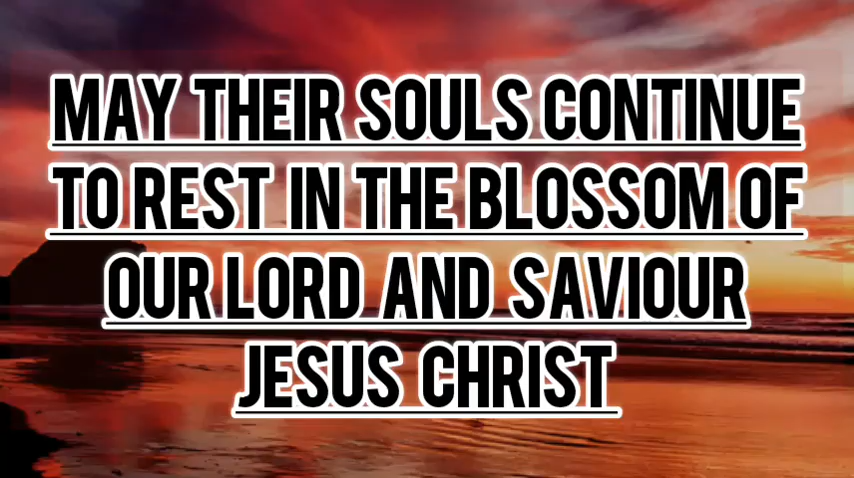 MAY THEIR SOULS CONTINUE
TO REST IN THE BLOSSOM OF
OUR LORD AND SAVIOUR
JESUS CHRIST